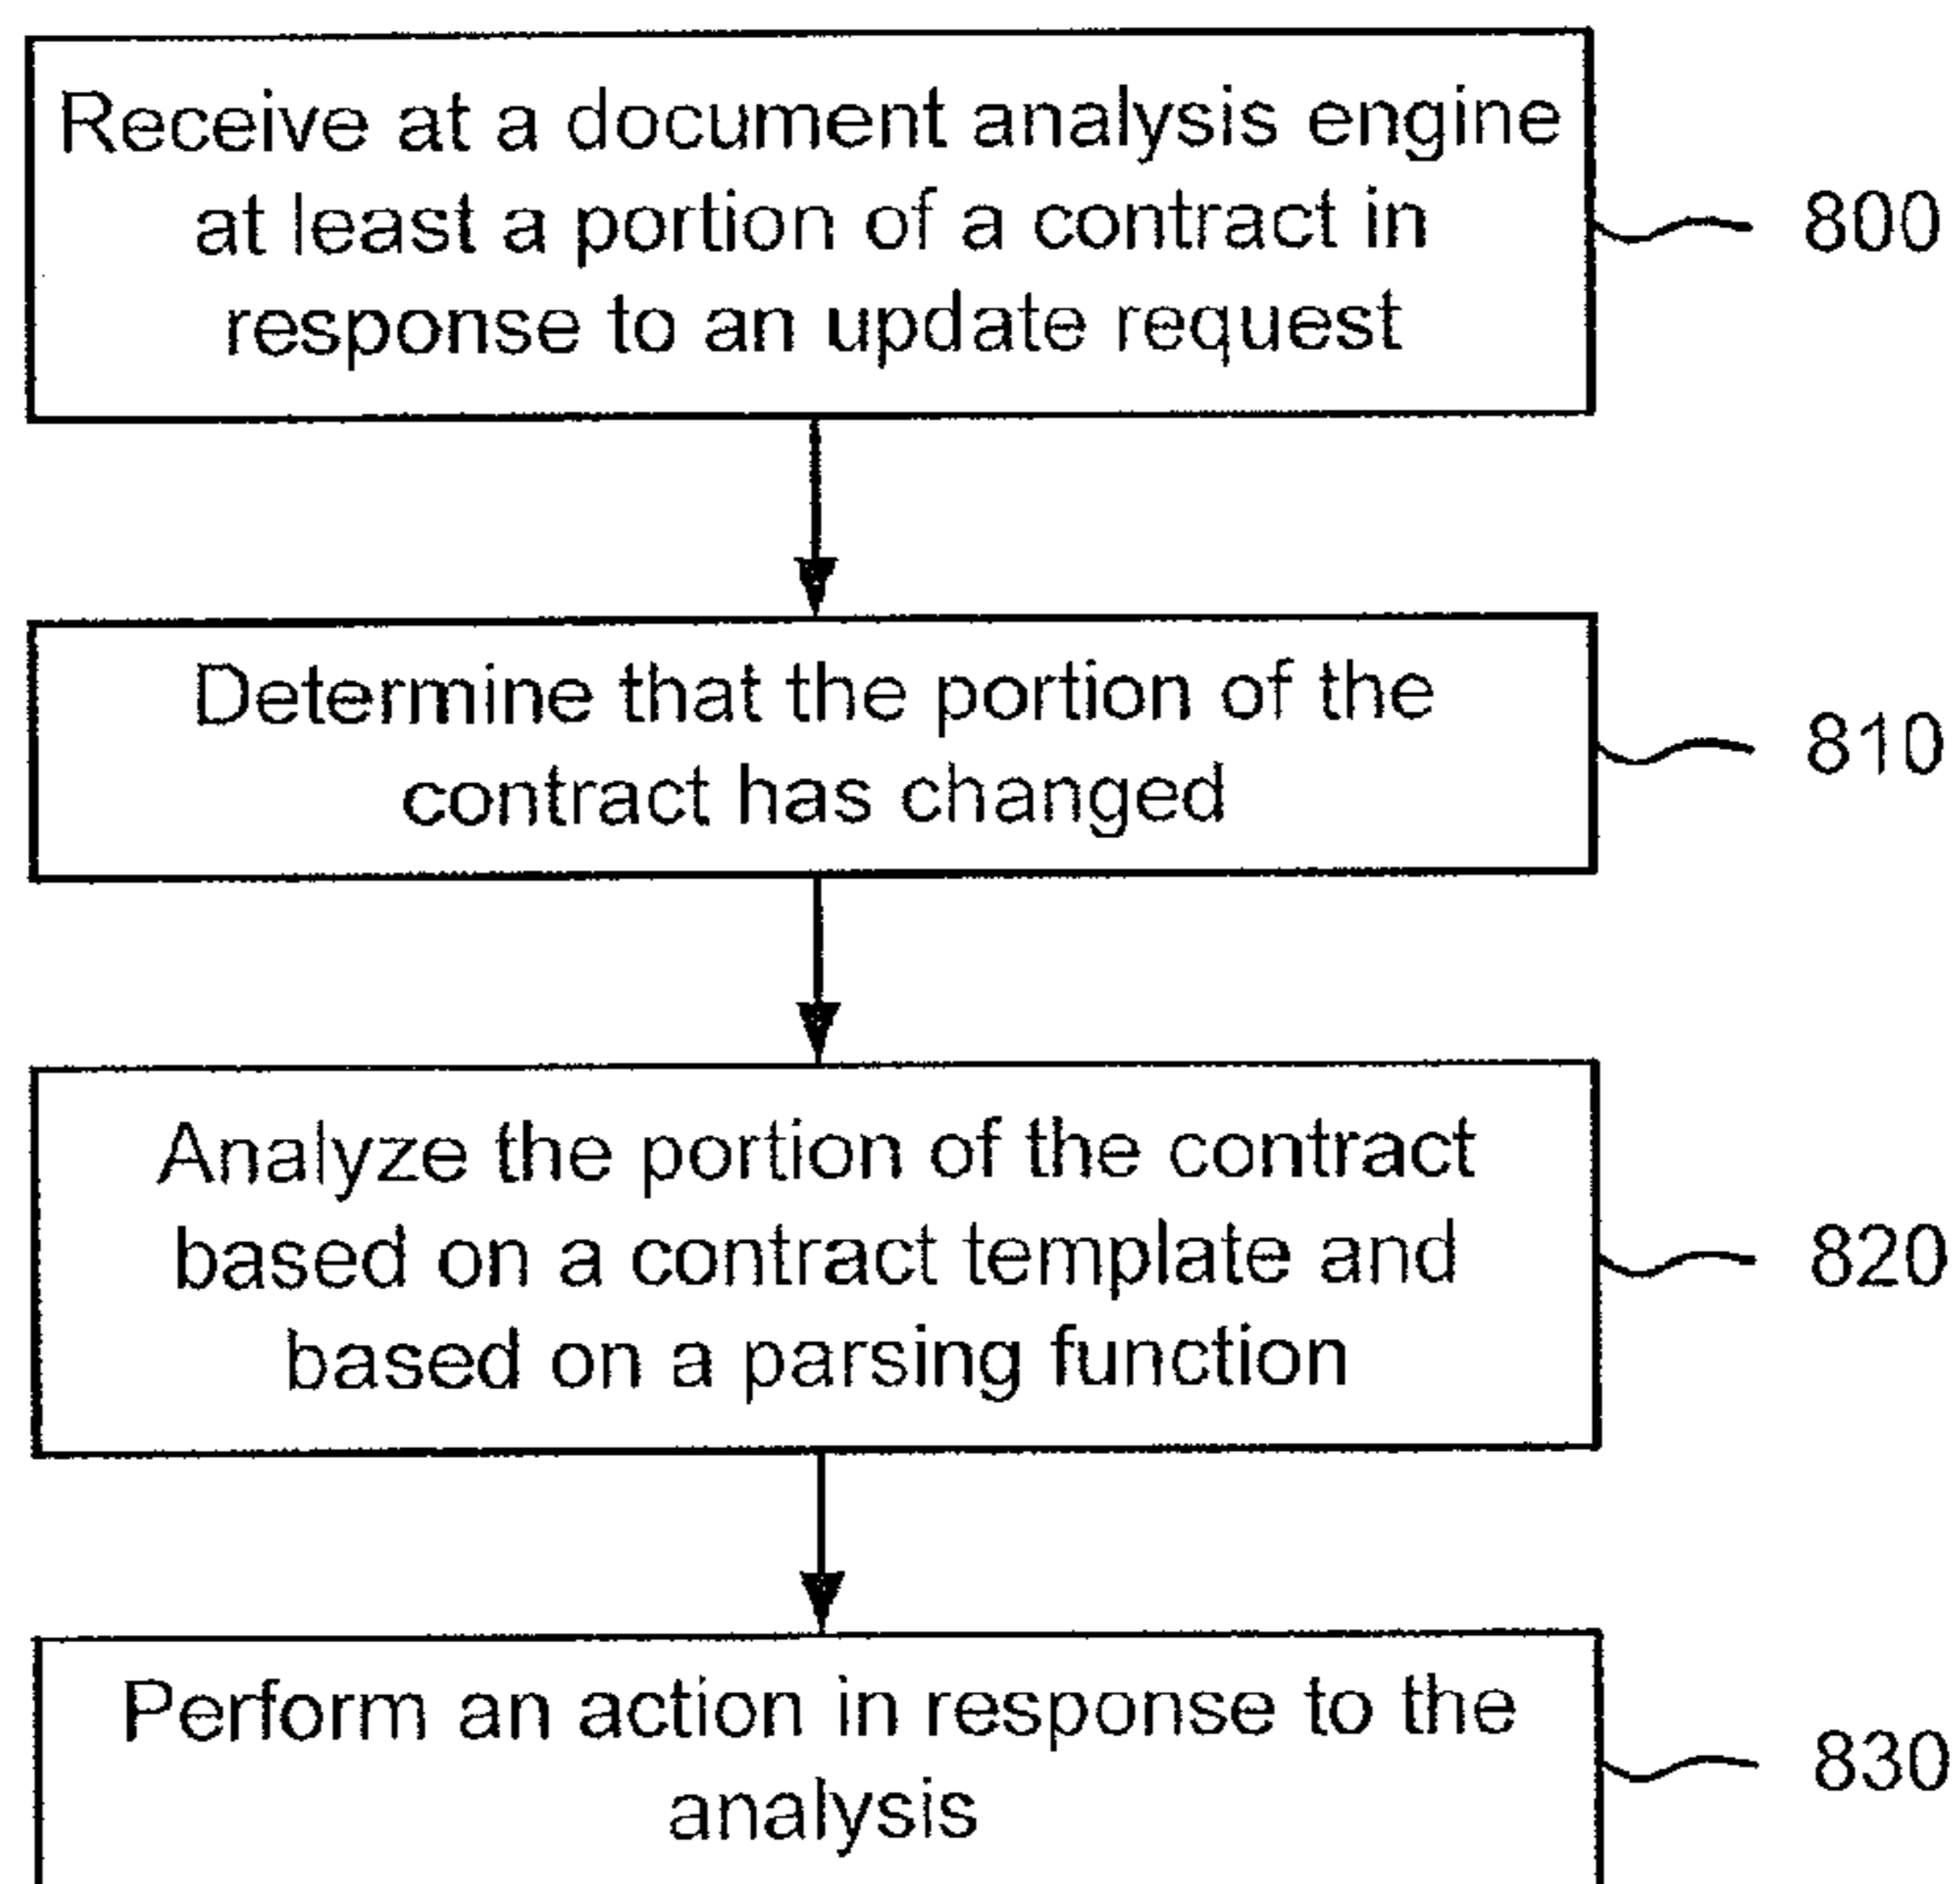 Receive at a document analysis engine
at least a portion of a contract in
response to an update request
800
Determine that the portion of the
contract has changed
810
Analyze the portion of the contract
based on a contract template and
based on a parsing function
820
Perform an action in response to the
analysis
830